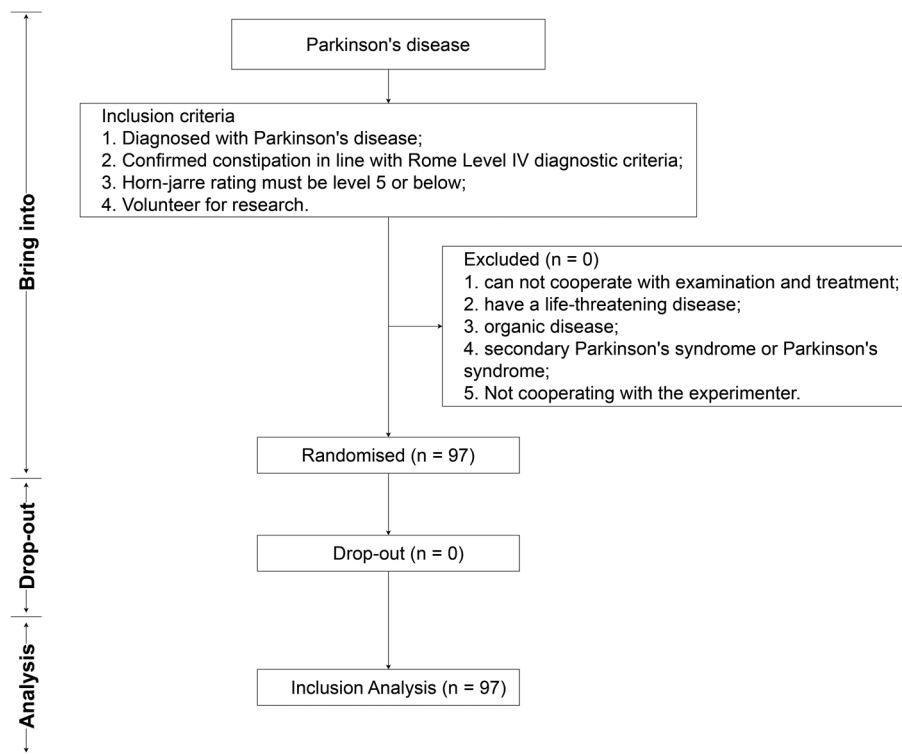 Parkinson's disease
Inclusion criteria
1. Diagnosed with Parkinson's disease;
2. Confirmed constipation in line with Rome Level IV diagnostic criteria;
3. Horn-jarre rating must be level 5 or below;
4. Volunteer for research.
Bring into
Excluded (n = 0)
1. can not cooperate with examination and treatment;
2. have a life-threatening disease;
3. organic disease;
4. secondary Parkinson's syndrome or Parkinson's
syndrome;
5. Not cooperating with the experimenter.
Randomised (n = 97)
Drop-out
Drop-out (n = 0)
Analysis
Inclusion Analysis (n = 97)